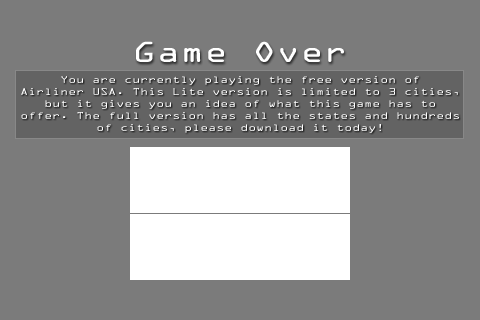 Game Over
You are currently playing the free version of
Airliner USA. This Lite version is limited to 3 cities,
but it gives you an idea of what this game has to
offer. The full version has all the states and hundreds
of cities, please download it today!